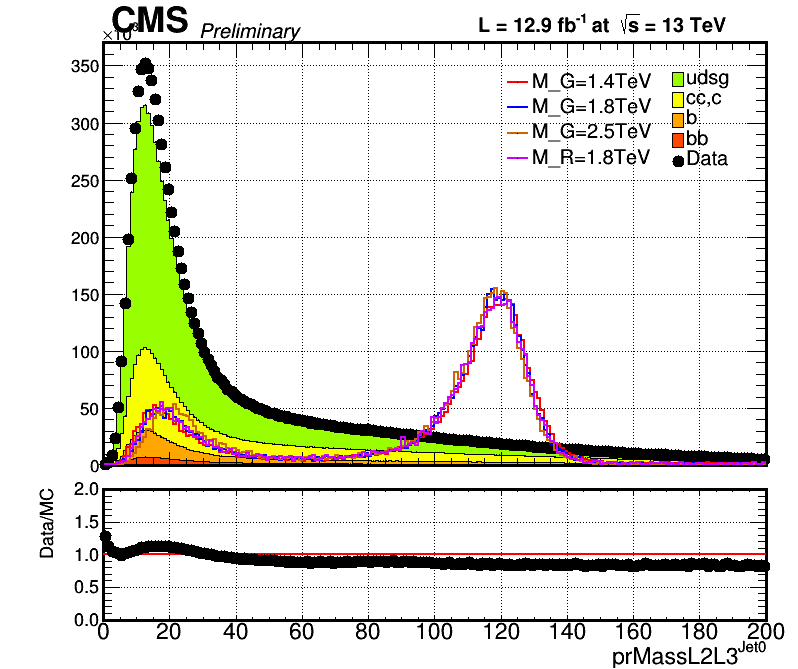 CMS Preliminary L = 12.9 fb⁻¹ at √s = 13 TeV
×10³
350
300
250
200
150
100
50
0
M_G=1.4TeV
M_G=1.8TeV
M_G=2.5TeV
M_R=1.8TeV
udsg
cc,c
b
bb
Data
Data/MC
2.0
1.5
1.0
0.5
0.0
0 20 40 60 80 100 120 140 160 180 200
prMassL2L3^Jet0